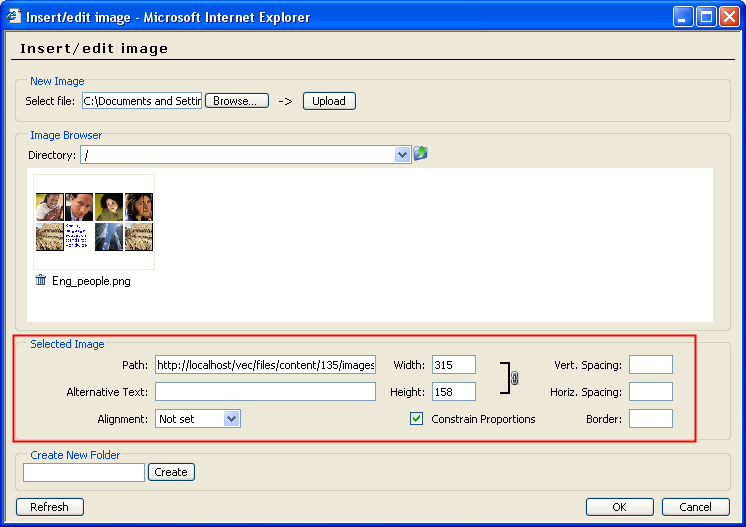 Insert/edit image - Microsoft Internet Explorer
Insert/edit image
New Image
Select file: C:\Documents and Settir Browse... -> Upload
Image Browser
Directory: /
Eng_people.png
Selected Image
Path: http://localhost/vec/files/content/135/images Width: 315 Vert. Spacing:
Alternative Text: Height: 158 Horiz. Spacing:
Alignment: Not set Constrain Proportions Border:
Create New Folder
Create
Refresh OK Cancel